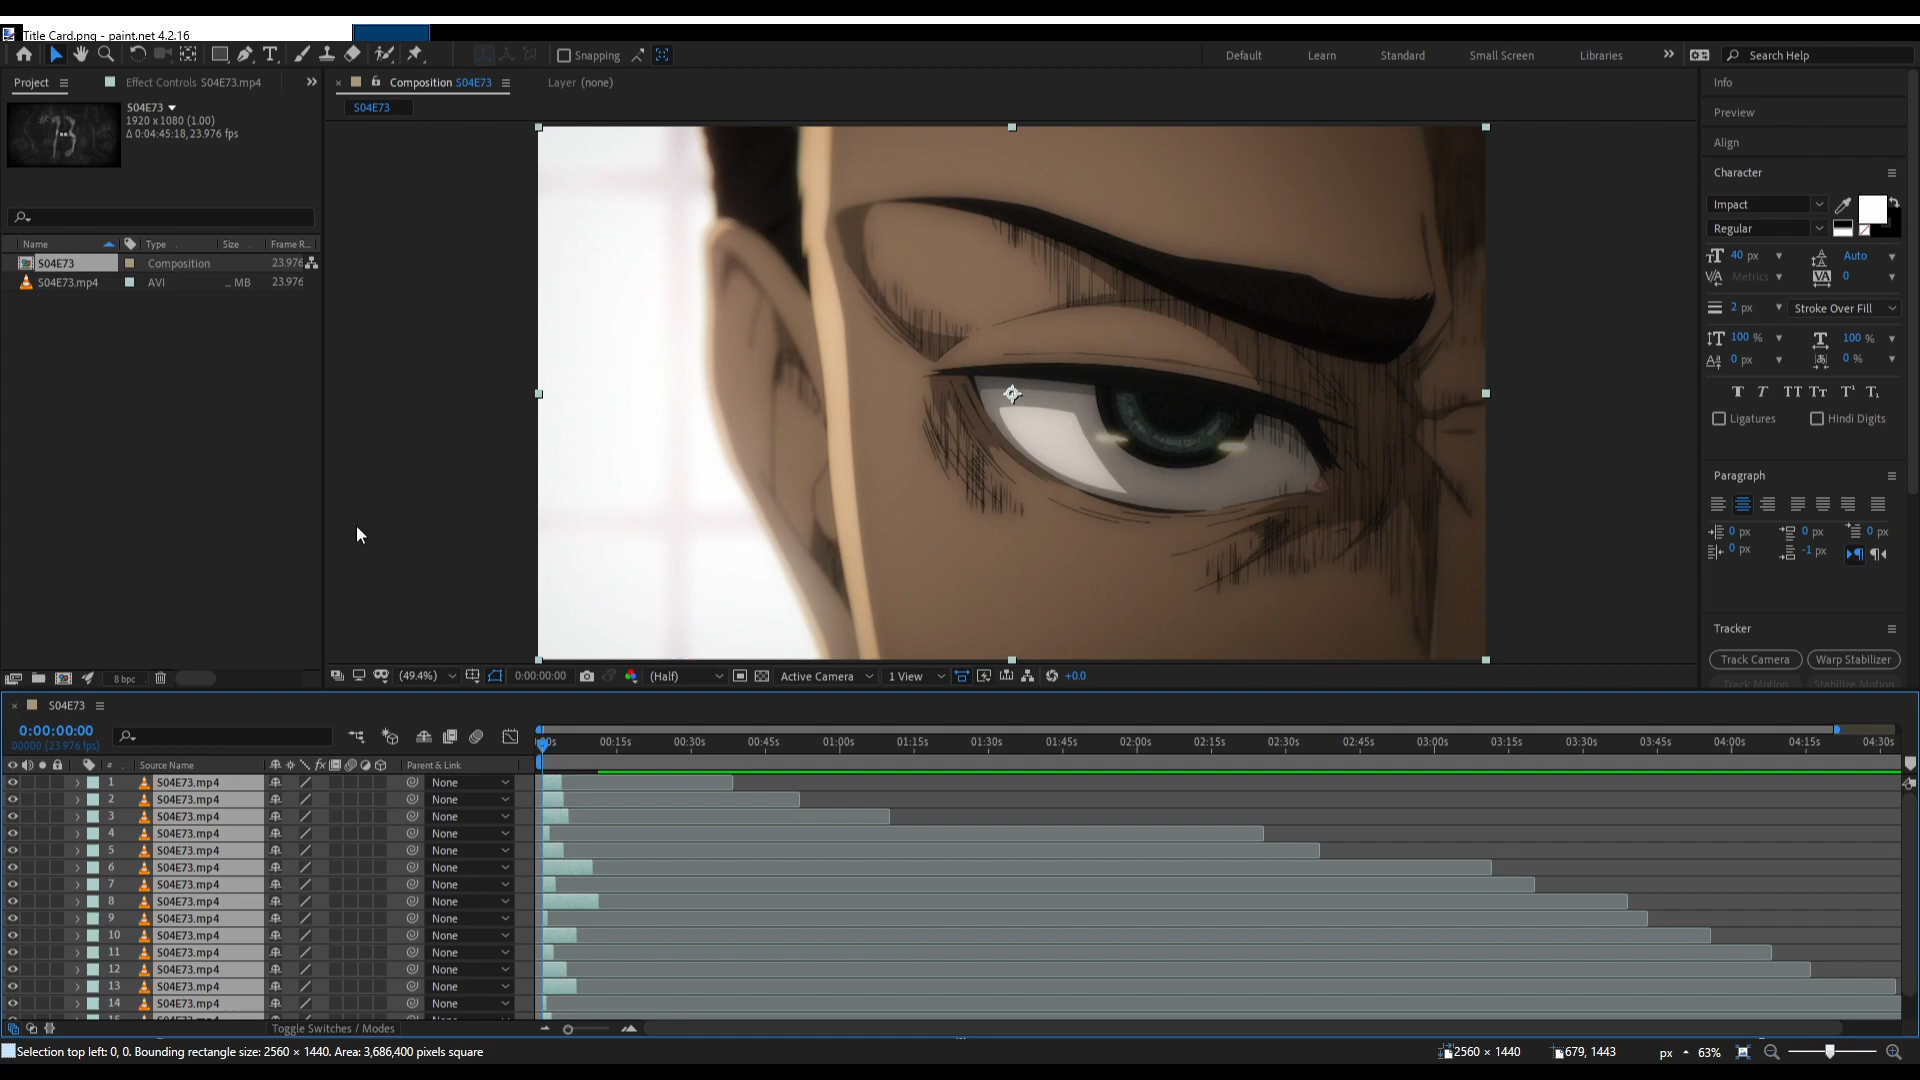 Title Card.png - paint.net 4.2.16
Snapping
Default
Learn
Standard
Small Screen
Libraries
Search Help
Project
Effect Controls S04E73.mp4
Composition S04E73
Layer (none)
S04E73
S04E73
1920 x 1080 (1.00)
Δ 0:04:45:18, 23.976 fps
#73
Name
Type
Size
Frame R...
S04E73
Composition
23.976
S04E73.mp4
AVI
... MB
23.976
8 bpc
(49.4%)
0:00:00:00
(Half)
Active Camera
1 View
+0.0
Info
Preview
Align
Character
Impact
Regular
40 px
Auto
Metrics
0
2 px
Stroke Over Fill
100 %
100 %
0 px
0 %
Ligatures
Hindi Digits
Paragraph
0 px
0 px
0 px
0 px
-1 px
Tracker
Track Camera
Warp Stabilizer
Track Motion
Stabilize Motion
S04E73
0:00:00:00
00000 (23.976 fps)
00:15s
00:30s
00:45s
01:00s
01:15s
01:30s
01:45s
02:00s
02:15s
02:30s
02:45s
03:00s
03:15s
03:30s
03:45s
04:00s
04:15s
04:30s
#
Source Name
Parent & Link
1 S04E73.mp4 None
2 S04E73.mp4 None
3 S04E73.mp4 None
4 S04E73.mp4 None
5 S04E73.mp4 None
6 S04E73.mp4 None
7 S04E73.mp4 None
8 S04E73.mp4 None
9 S04E73.mp4 None
10 S04E73.mp4 None
11 S04E73.mp4 None
12 S04E73.mp4 None
13 S04E73.mp4 None
14 S04E73.mp4 None
Toggle Switches / Modes
Selection top left: 0, 0. Bounding rectangle size: 2560 × 1440. Area: 3,686,400 pixels square
2560 × 1440
679, 1443
px
63%